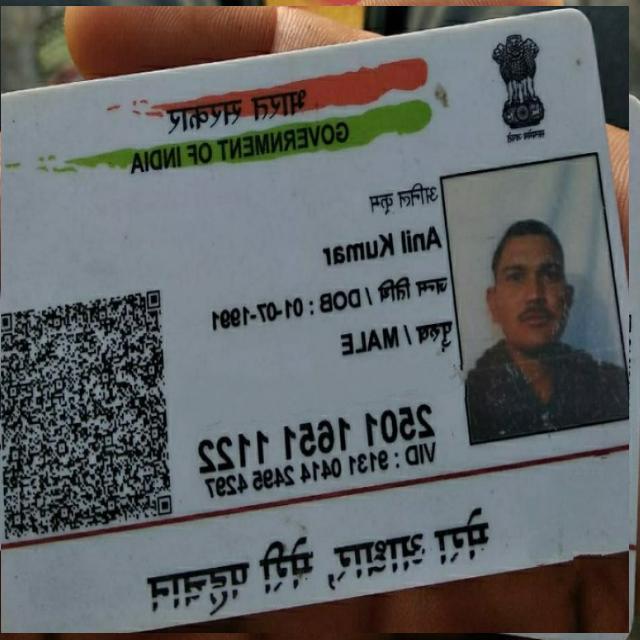 भारत सरकार
GOVERNMENT OF INDIA
अनिल
Anil Kumar
जन्म तिथि / DOB : 01-07-1991
पुरुष / MALE
2501 1651 1122
VID : 9131 0414 2495 4297
मेरा आधार, मेरी पहचान